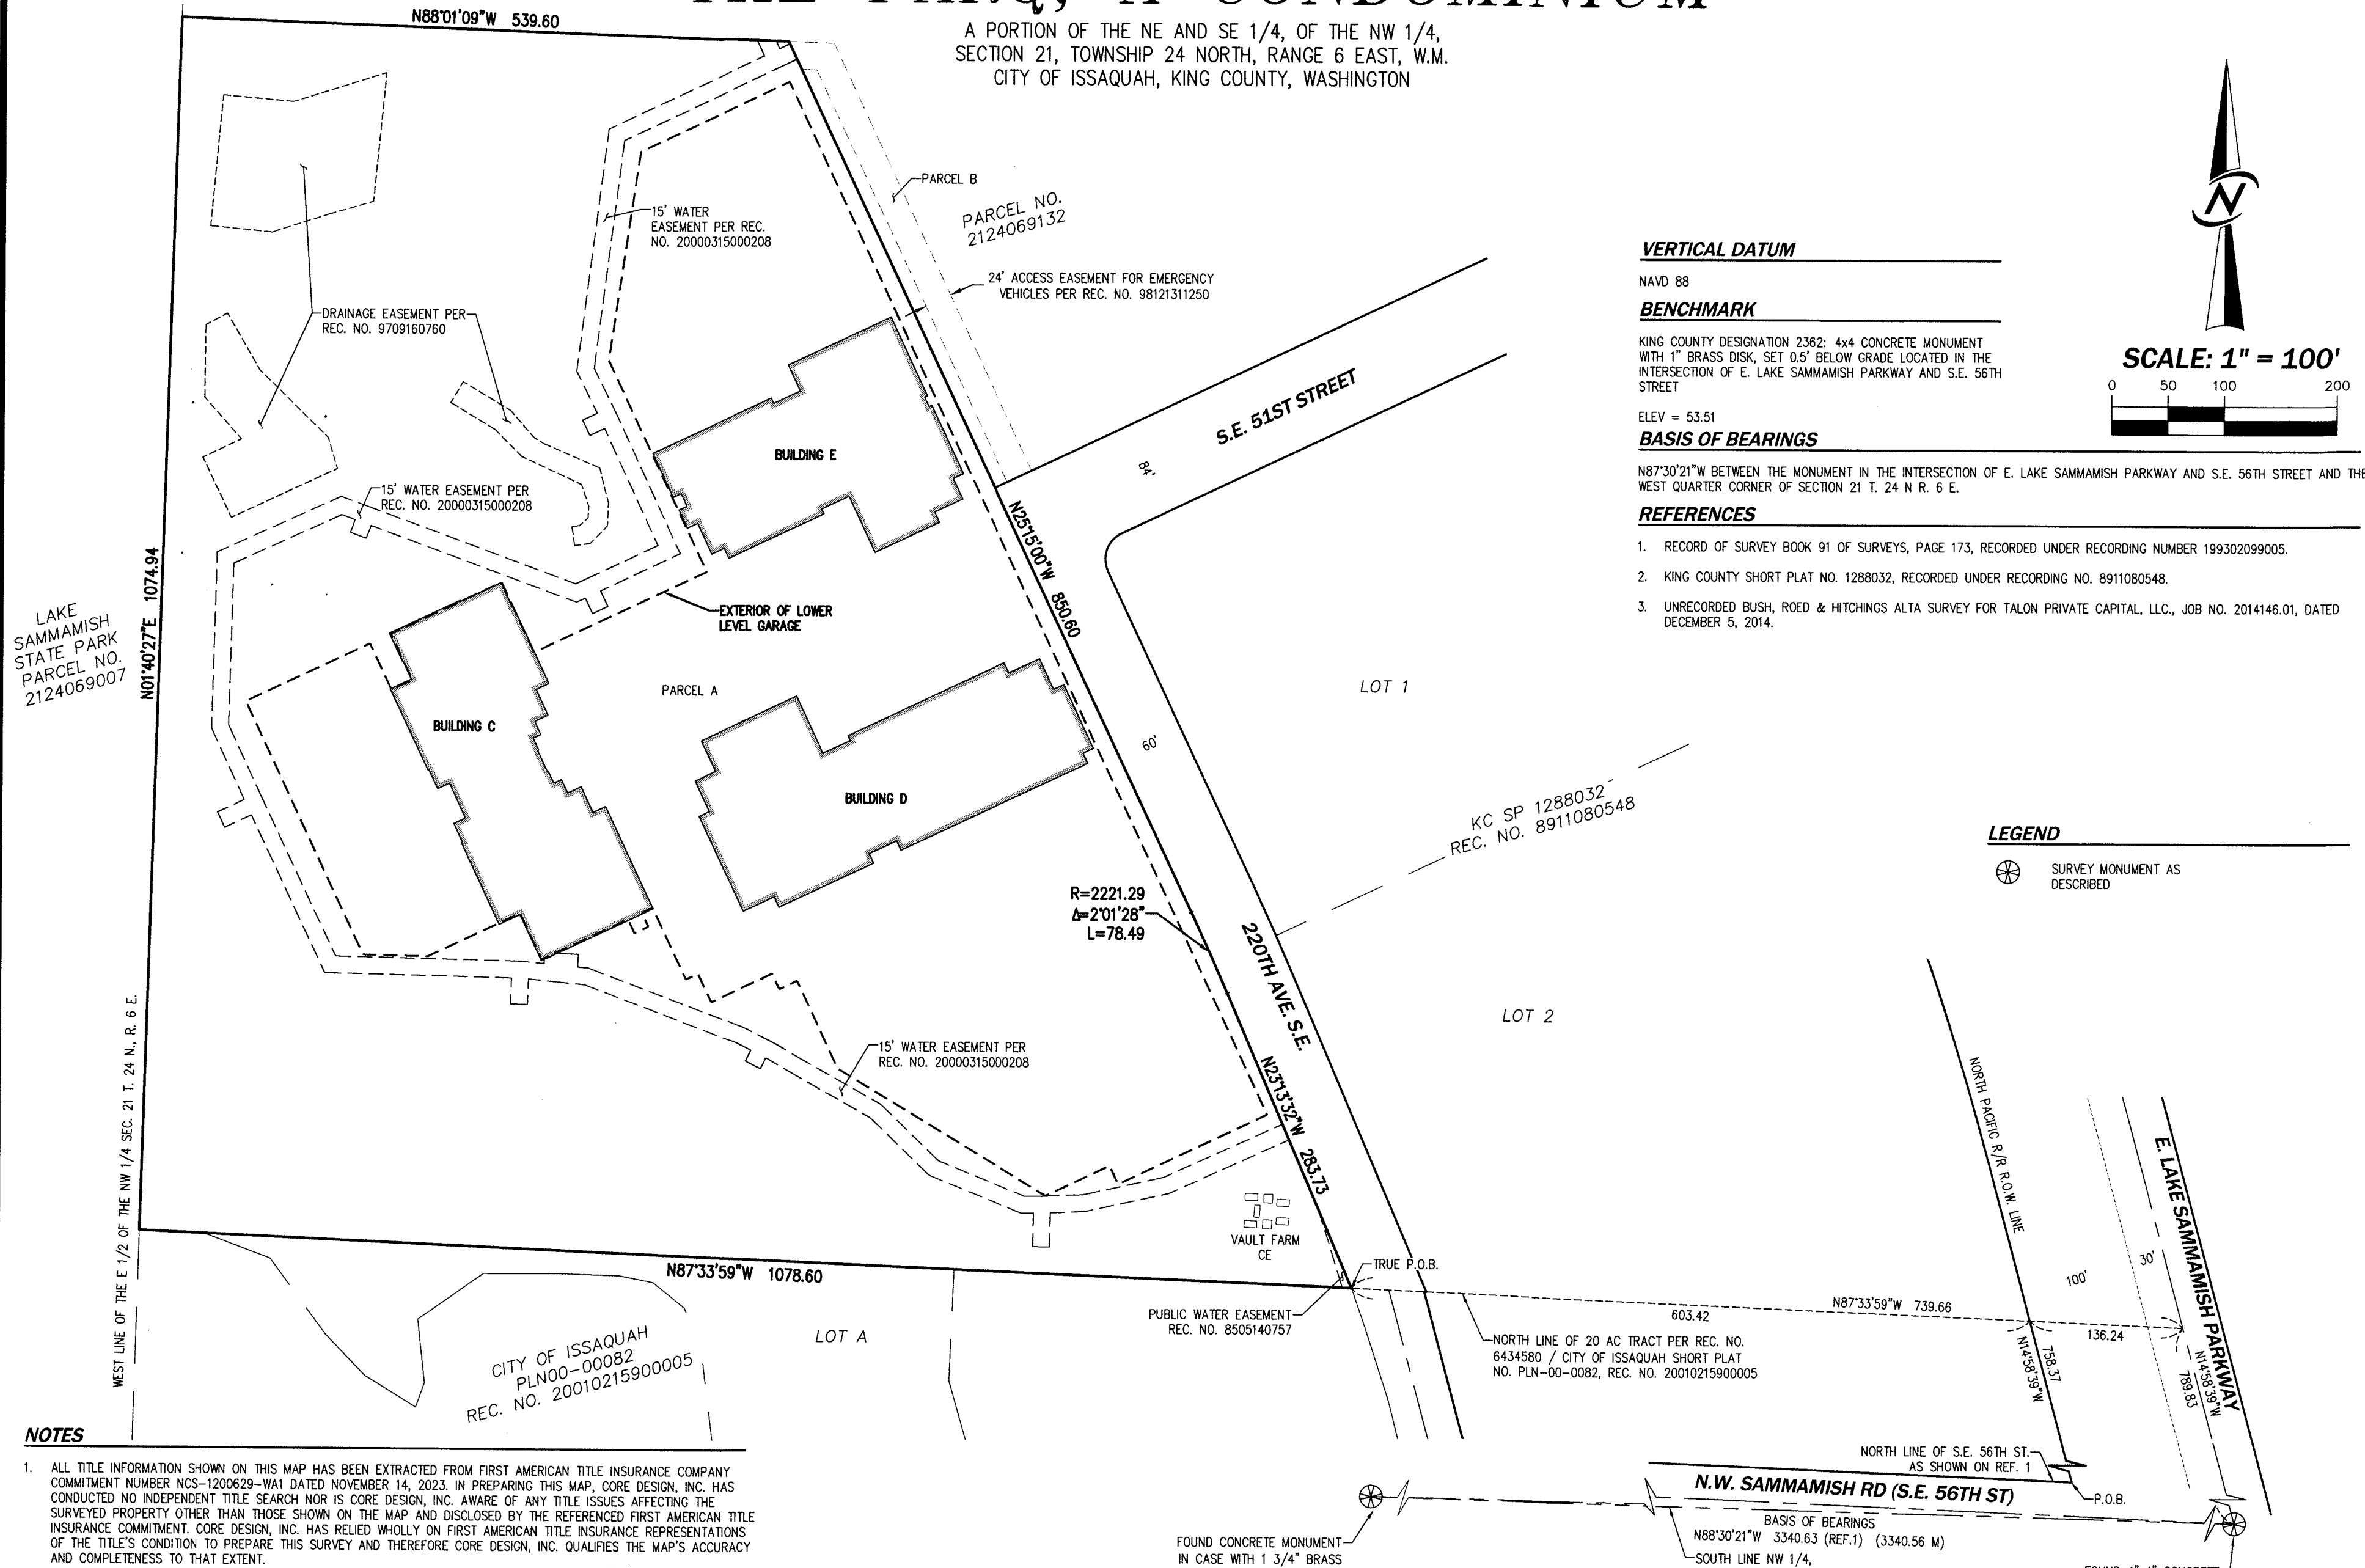 A PORTION OF THE NE AND SE 1/4, OF THE NW 1/4,
SECTION 21, TOWNSHIP 24 NORTH, RANGE 6 EAST, W.M.
CITY OF ISSAQUAH, KING COUNTY, WASHINGTON
N88°01'09"W 539.60
PARCEL B
PARCEL NO.
2124069132
15' WATER
EASEMENT PER REC.
NO. 20000315000208
24' ACCESS EASEMENT FOR EMERGENCY
VEHICLES PER REC. NO. 98121311250
DRAINAGE EASEMENT PER
REC. NO. 9709160760
S.E. 51ST STREET
84'
BUILDING E
15' WATER EASEMENT PER
REC. NO. 20000315000208
N25°15'00"W 850.60
N01°40'27"E 1074.94
LAKE
SAMMAMISH
STATE PARK
PARCEL NO.
2124069007
EXTERIOR OF LOWER
LEVEL GARAGE
PARCEL A
BUILDING C
BUILDING D
60'
LOT 1
KC SP 1288032
REC. NO. 8911080548
R=2221.29
Δ=2°01'28"
L=78.49
220TH AVE. S.E.
LOT 2
15' WATER EASEMENT PER
REC. NO. 20000315000208
N23°13'32"W 283.73
WEST LINE OF THE E 1/2 OF THE NW 1/4 SEC. 21 T. 24 N., R. 6 E.
VAULT FARM
CE
N87°33'59"W 1078.60
TRUE P.O.B.
PUBLIC WATER EASEMENT
REC. NO. 8505140757
LOT A
CITY OF ISSAQUAH
PLN00-00082
REC. NO. 20010215900005
603.42
N87°33'59"W 739.66
136.24
NORTH LINE OF 20 AC TRACT PER REC. NO.
6434580 / CITY OF ISSAQUAH SHORT PLAT
NO. PLN-00-0082, REC. NO. 20010215900005
NORTH PACIFIC R/R R.O.W. LINE
E. LAKE SAMMAMISH PARKWAY
30'
100'
758.37
N14°58'39"W
N14°58'39"W
789.83
NORTH LINE OF S.E. 56TH ST.
AS SHOWN ON REF. 1
N.W. SAMMAMISH RD (S.E. 56TH ST)
P.O.B.
BASIS OF BEARINGS
N88°30'21"W 3340.63 (REF.1) (3340.56 M)
SOUTH LINE NW 1/4,
FOUND CONCRETE MONUMENT
IN CASE WITH 1 3/4" BRASS
VERTICAL DATUM
NAVD 88
BENCHMARK
KING COUNTY DESIGNATION 2362: 4x4 CONCRETE MONUMENT
WITH 1" BRASS DISK, SET 0.5' BELOW GRADE LOCATED IN THE
INTERSECTION OF E. LAKE SAMMAMISH PARKWAY AND S.E. 56TH
STREET
ELEV = 53.51
BASIS OF BEARINGS
N87°30'21"W BETWEEN THE MONUMENT IN THE INTERSECTION OF E. LAKE SAMMAMISH PARKWAY AND S.E. 56TH STREET AND THE
WEST QUARTER CORNER OF SECTION 21 T. 24 N R. 6 E.
REFERENCES
1. RECORD OF SURVEY BOOK 91 OF SURVEYS, PAGE 173, RECORDED UNDER RECORDING NUMBER 199302099005.
2. KING COUNTY SHORT PLAT NO. 1288032, RECORDED UNDER RECORDING NO. 8911080548.
3. UNRECORDED BUSH, ROED & HITCHINGS ALTA SURVEY FOR TALON PRIVATE CAPITAL, LLC., JOB NO. 2014146.01, DATED
DECEMBER 5, 2014.
N
SCALE: 1" = 100'
0 50 100 200
LEGEND
SURVEY MONUMENT AS
DESCRIBED
NOTES
1. ALL TITLE INFORMATION SHOWN ON THIS MAP HAS BEEN EXTRACTED FROM FIRST AMERICAN TITLE INSURANCE COMPANY
COMMITMENT NUMBER NCS-1200629-WA1 DATED NOVEMBER 14, 2023. IN PREPARING THIS MAP, CORE DESIGN, INC. HAS
CONDUCTED NO INDEPENDENT TITLE SEARCH NOR IS CORE DESIGN, INC. AWARE OF ANY TITLE ISSUES AFFECTING THE
SURVEYED PROPERTY OTHER THAN THOSE SHOWN ON THE MAP AND DISCLOSED BY THE REFERENCED FIRST AMERICAN TITLE
INSURANCE COMMITMENT. CORE DESIGN, INC. HAS RELIED WHOLLY ON FIRST AMERICAN TITLE INSURANCE REPRESENTATIONS
OF THE TITLE'S CONDITION TO PREPARE THIS SURVEY AND THEREFORE CORE DESIGN, INC. QUALIFIES THE MAP'S ACCURACY
AND COMPLETENESS TO THAT EXTENT.